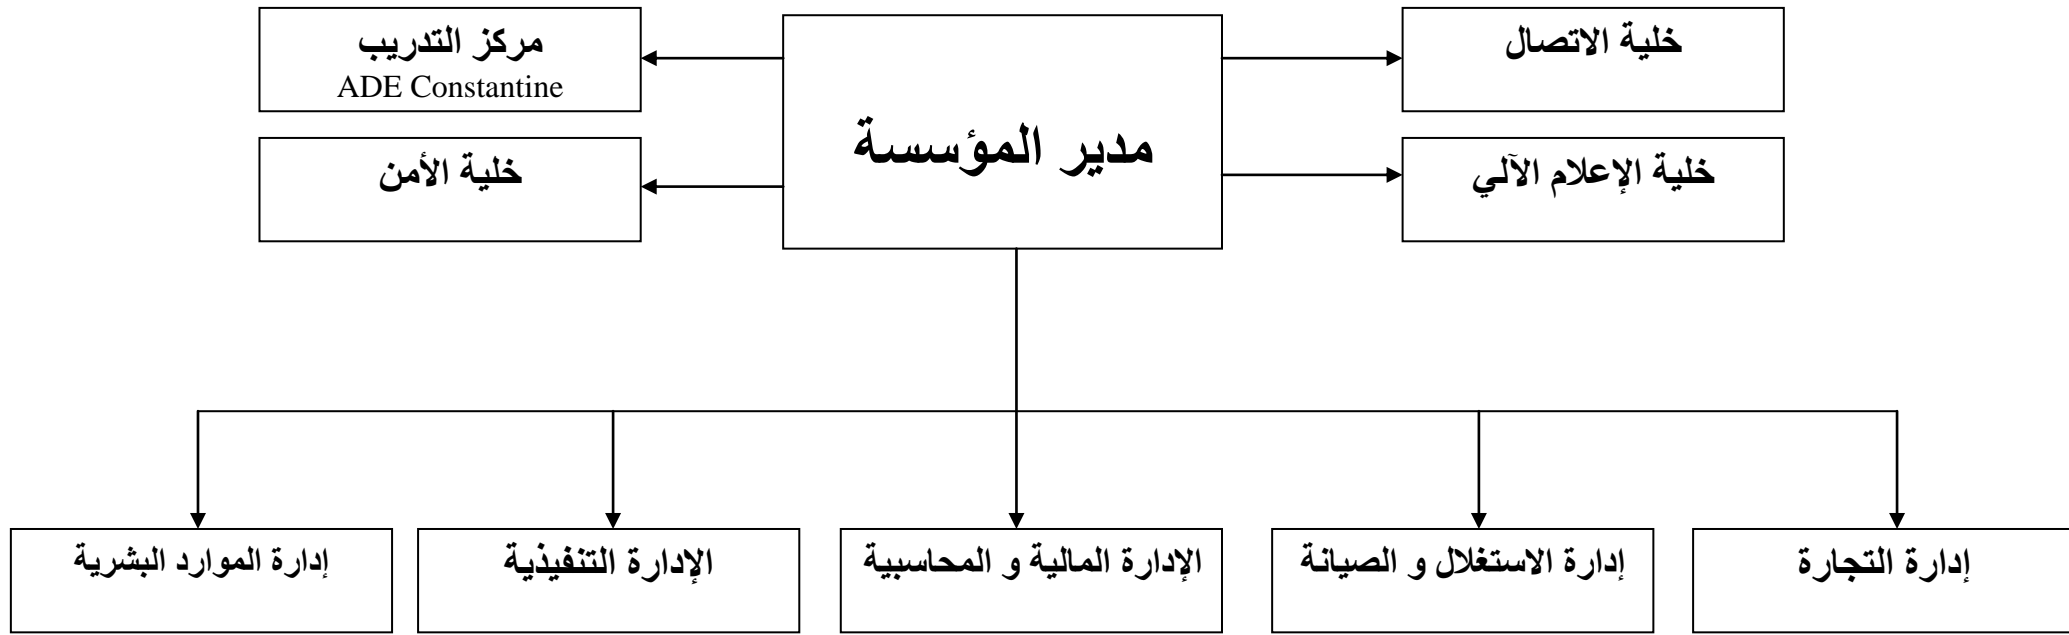 خلية الاتصال
مدير المؤسسة
مركز التدريب
ADE Constantine
خلية الإعلام الآلي
خلية الأمن
إدارة التجارة
إدارة الاستغلال و الصيانة
الإدارة المالية و المحاسبية
الإدارة التنفيذية
إدارة الموارد البشرية